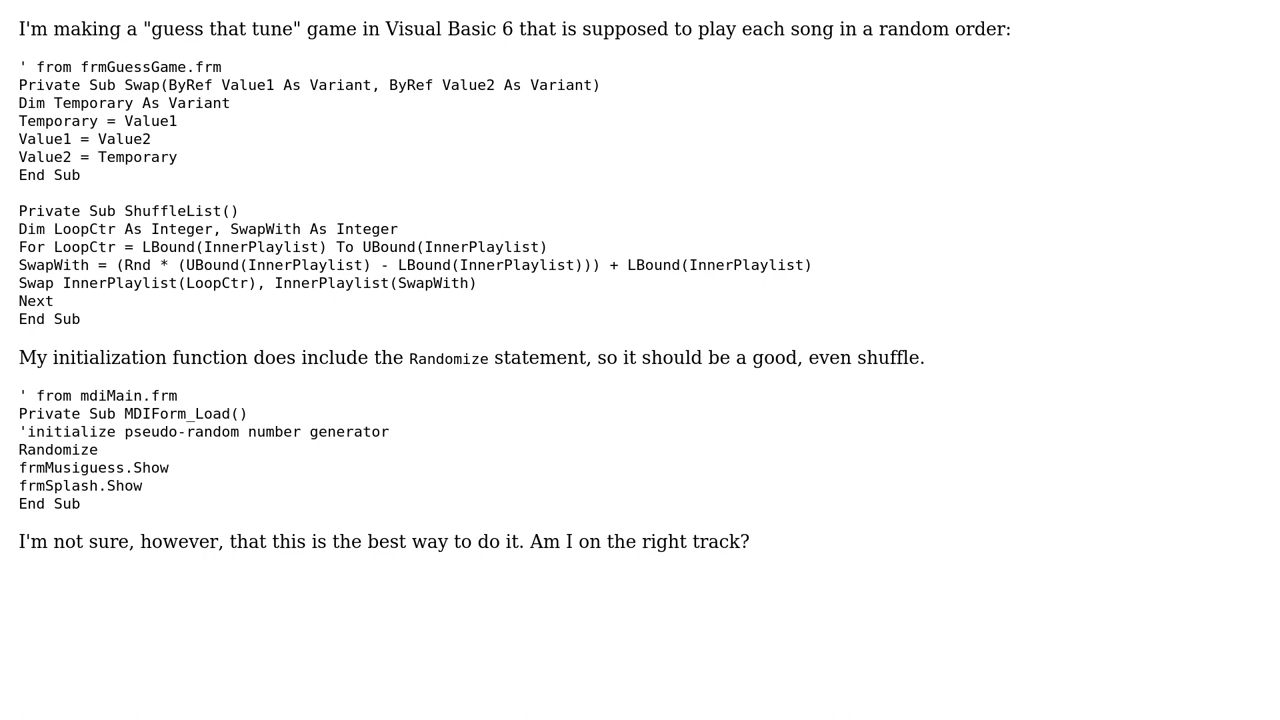 I'm making a "guess that tune" game in Visual Basic 6 that is supposed to play each song in a random order:
' from frmGuessGame.frm
Private Sub Swap(ByRef Value1 As Variant, ByRef Value2 As Variant)
Dim Temporary As Variant
Temporary = Value1
Value1 = Value2
Value2 = Temporary
End Sub
Private Sub ShuffleList()
Dim LoopCtr As Integer, SwapWith As Integer
For LoopCtr = LBound(InnerPlaylist) To UBound(InnerPlaylist)
SwapWith = (Rnd * (UBound(InnerPlaylist) - LBound(InnerPlaylist))) + LBound(InnerPlaylist)
Swap InnerPlaylist(LoopCtr), InnerPlaylist(SwapWith)
Next
End Sub
My initialization function does include the Randomize statement, so it should be a good, even shuffle.
' from mdiMain.frm
Private Sub MDIForm_Load()
'initialize pseudo-random number generator
Randomize
frmMusiguess.Show
frmSplash.Show
End Sub
I'm not sure, however, that this is the best way to do it. Am I on the right track?